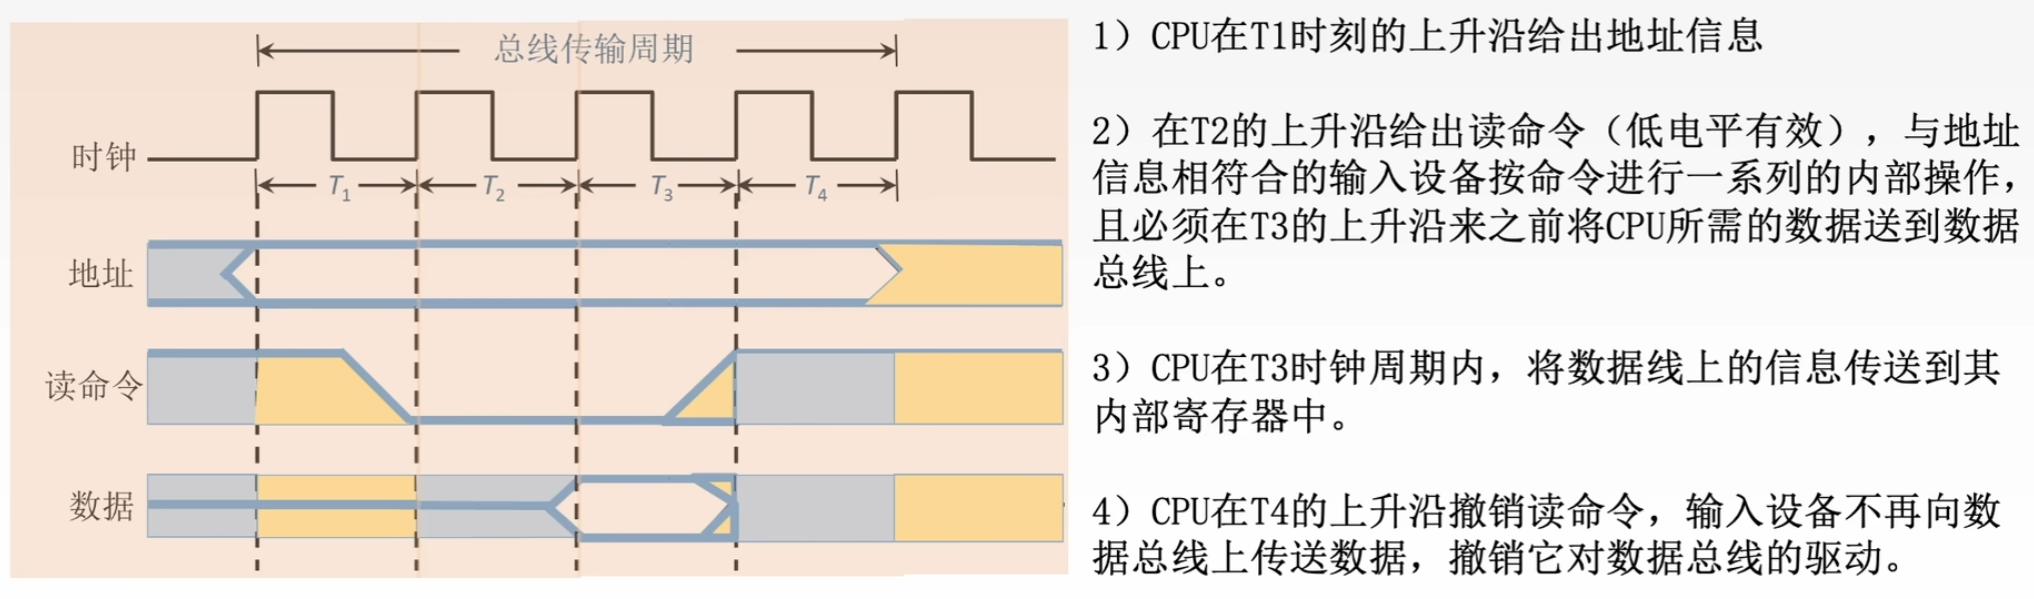 总线传输周期
时钟
T1
T2
T3
T4
地址
读命令
数据
1）CPU在T1时刻的上升沿给出地址信息
2）在T2的上升沿给出读命令（低电平有效），与地址
信息相符合的输入设备按命令进行一系列的内部操作，
且必须在T3的上升沿来之前将CPU所需的数据送到数据
总线上。
3）CPU在T3时钟周期内，将数据线上的信息传送到其
内部寄存器中。
4）CPU在T4的上升沿撤销读命令，输入设备不再向数
据总线上传送数据，撤销它对数据总线的驱动。